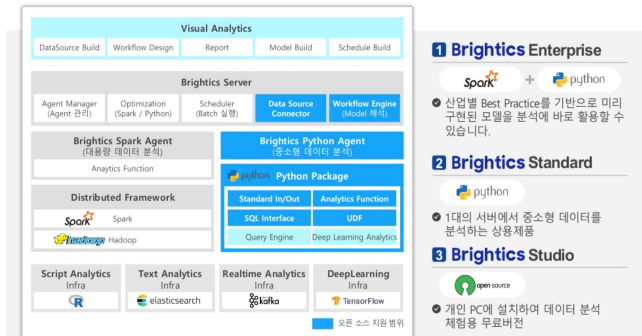 Visual Analytics
DataSource Build
Workflow Design
Report
Model Build
Schedule Build
Brightics Server
Agent Manager
(Agent 관리)
Optimization
(Spark / Python)
Scheduler
(Batch 실행)
Data Source
Connector
Workflow Engine
(Model 해석)
Brightics Spark Agent
(대용량 데이터 분석)
Anaytics Function
Distributed Framework
Spark
Spark
hadoop
Hadoop
Brightics Python Agent
(중소형 데이터 분석)
python Python
Package
Standard In/Out
Analytics Function
SQL Interface
UDF
Query Engine
Deep Learning Analytics
Script Analytics
Infra
R
Text Analytics
Infra
elasticsearch
Realtime Analytics
Infra
kafka
DeepLearning
Infra
TensorFlow
오픈 소스 지원 범위
1 Brightics Enterprise
Spark + python
산업별 Best Practice를 기반으로 미리
구현된 모델을 분석에 바로 활용할 수
있습니다.
2 Brightics Standard
python
1대의 서버에서 중소형 데이터를
분석하는 상용제품
3 Brightics Studio
open source
개인 PC에 설치하여 데이터 분석
체험용 무료버전